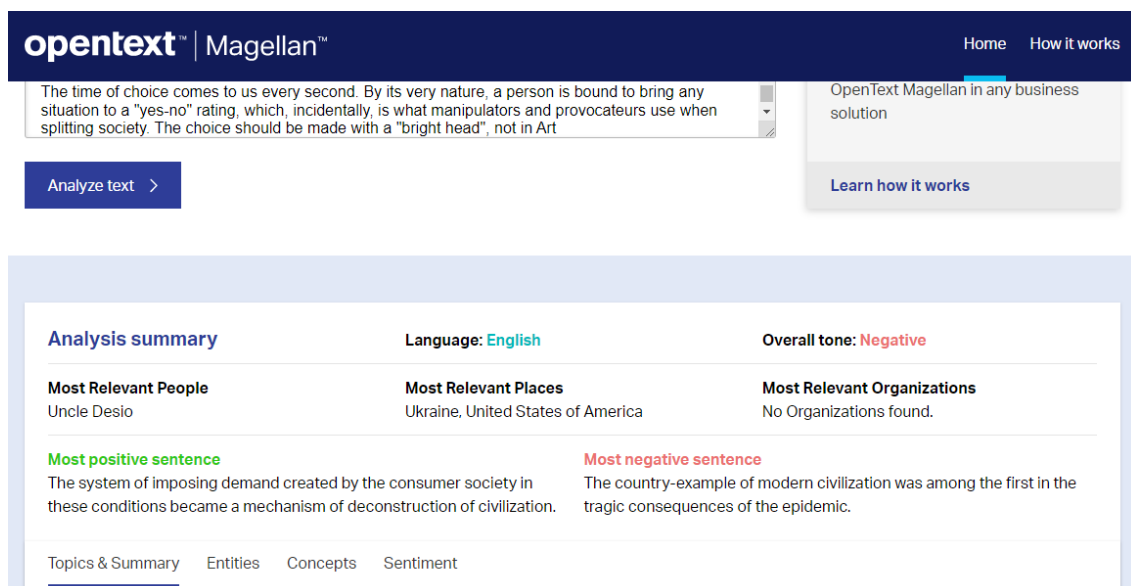 opentext™ | Magellan™
Home How it works
The time of choice comes to us every second. By its very nature, a person is bound to bring any
situation to a "yes-no" rating, which, incidentally, is what manipulators and provocateurs use when
splitting society. The choice should be made with a "bright head", not in Art
OpenText Magellan in any business
solution
Analyze text
Learn how it works
Analysis summary
Language: English
Overall tone: Negative
Most Relevant People
Uncle Desio
Most Relevant Places
Ukraine, United States of America
Most Relevant Organizations
No Organizations found.
Most positive sentence
The system of imposing demand created by the consumer society in
these conditions became a mechanism of deconstruction of civilization.
Most negative sentence
The country-example of modern civilization was among the first in the
tragic consequences of the epidemic.
Topics & Summary Entities Concepts Sentiment